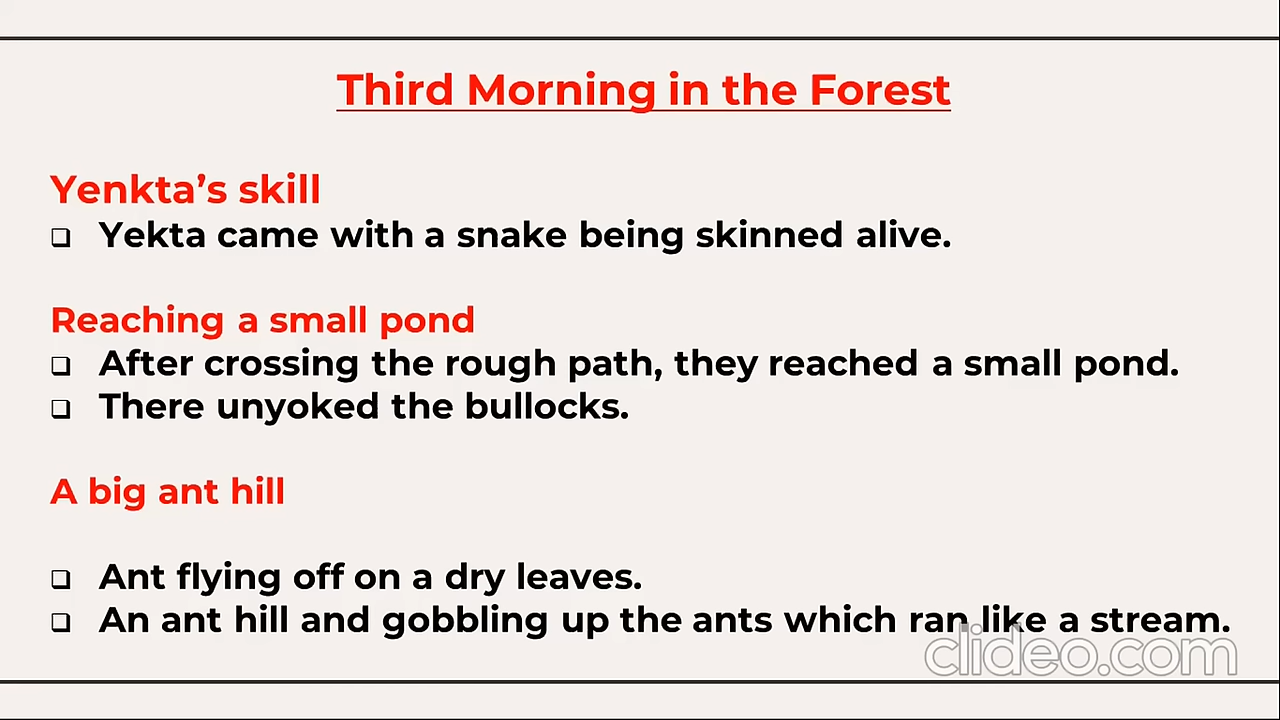 Third Morning in the Forest
Yenkta’s skill
❑ Yekta came with a snake being skinned alive.
Reaching a small pond
❑ After crossing the rough path, they reached a small pond.
❑ There unyoked the bullocks.
A big ant hill
❑ Ant flying off on a dry leaves.
❑ An ant hill and gobbling up the ants which ran like a stream.
clideo.com